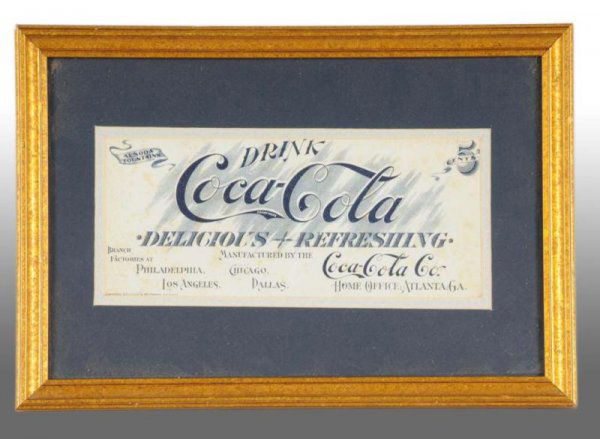 AT SODA
FOUNTAINS
DRINK
5
CENTS
Coca-Cola
DELICIOUS + REFRESHING
BRANCH
FACTORIES AT
MANUFACTURED BY THE
Coca-Cola Co.
PHILADELPHIA,
CHICAGO,
LOS ANGELES,
DALLAS.
HOME OFFICE, ATLANTA, GA.